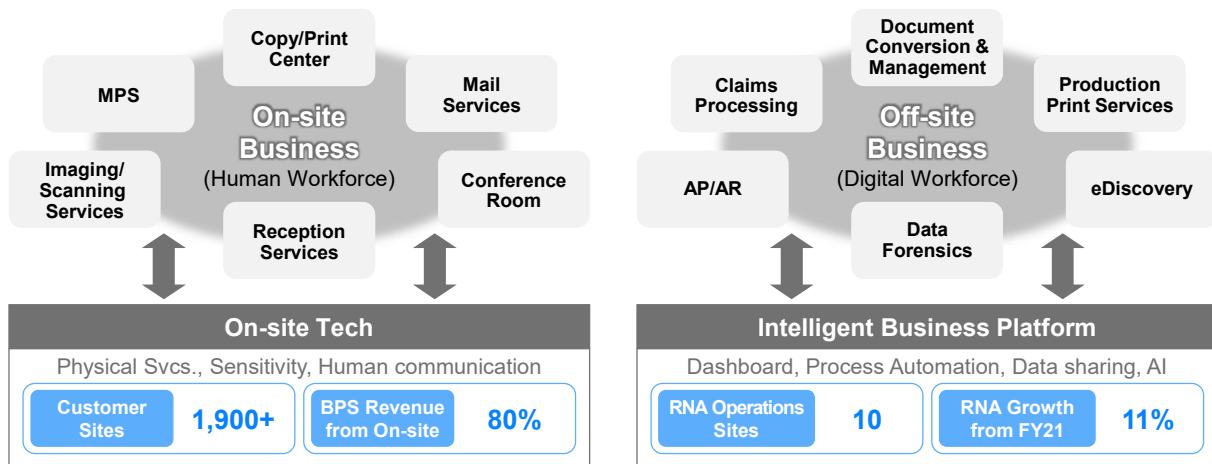 Copy/Print
Center
MPS
Mail
Services
On-site
Business
(Human Workforce)
Imaging/
Scanning
Services
Conference
Room
Reception
Services
On-site Tech
Physical Svcs., Sensitivity, Human communication
Customer
Sites
1,900+
BPS Revenue
from On-site
80%
Document
Conversion &
Management
Claims
Processing
Production
Print Services
Off-site
Business
(Digital Workforce)
AP/AR
eDiscovery
Data
Forensics
Intelligent Business Platform
Dashboard, Process Automation, Data sharing, AI
RNA Operations
Sites
10
RNA Growth
from FY21
11%